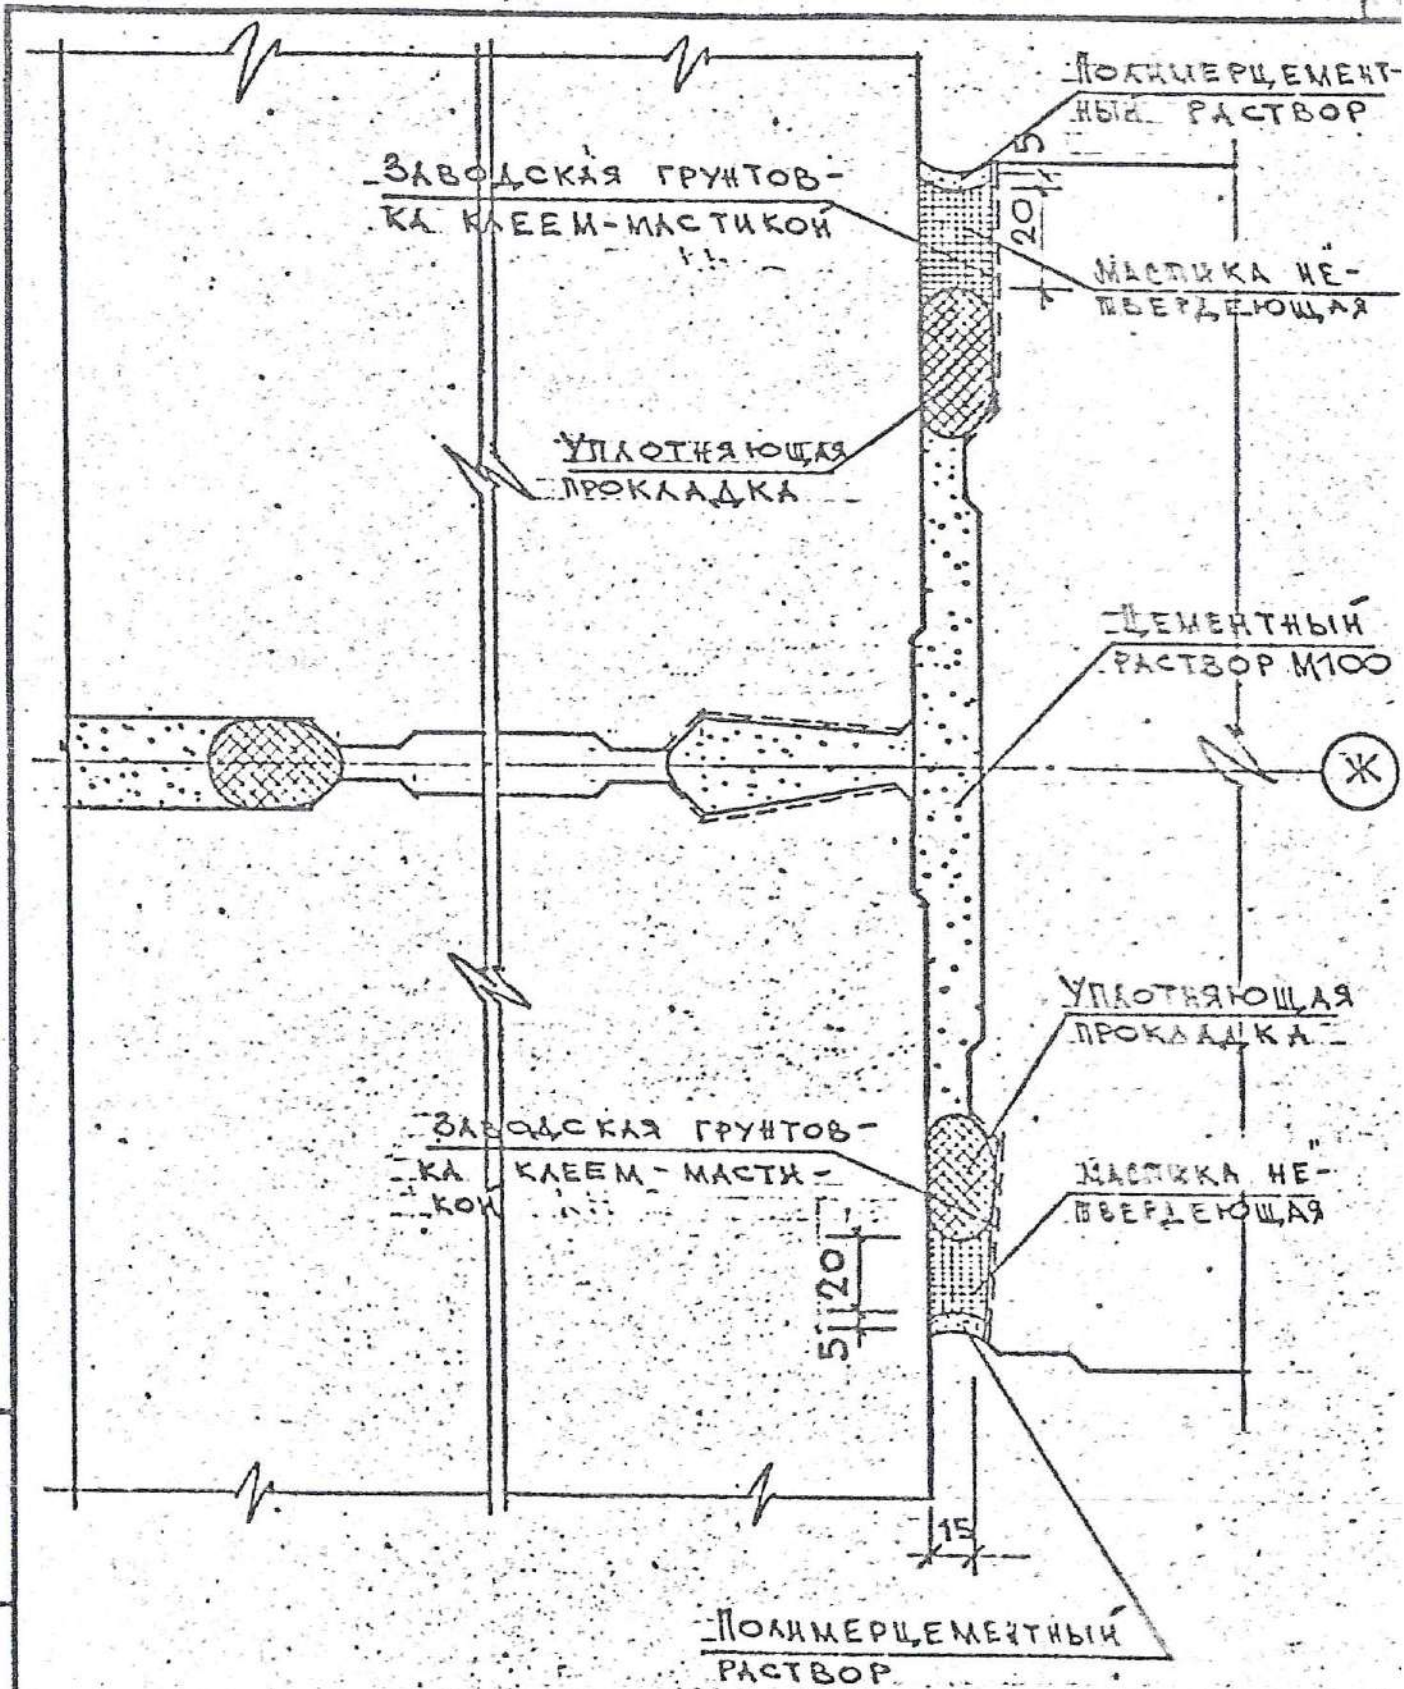 ПОЛИМЕРЦЕМЕНТ-
НЫЙ РАСТВОР
5
20
ЗАВОДСКАЯ ГРУНТОВ-
КА КЛЕЕМ-МАСТИКОЙ
МАСТИКА НЕ-
ТВЕРДЕЮЩАЯ
УПЛОТНЯЮЩАЯ
ПРОКЛАДКА
ЦЕМЕНТНЫЙ
РАСТВОР М100
Ж
УПЛОТНЯЮЩАЯ
ПРОКЛАДКА
ЗАВОДСКАЯ ГРУНТОВ-
КА КЛЕЕМ-МАСТИ-
КОЙ
МАСТИКА НЕ-
ТВЕРДЕЮЩАЯ
20
5
15
ПОЛИМЕРЦЕМЕНТНЫЙ
РАСТВОР